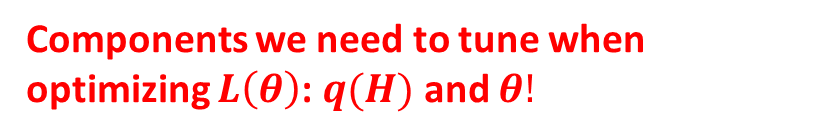 Components we need to tune when
optimizing L(θ): q(H) and θ!